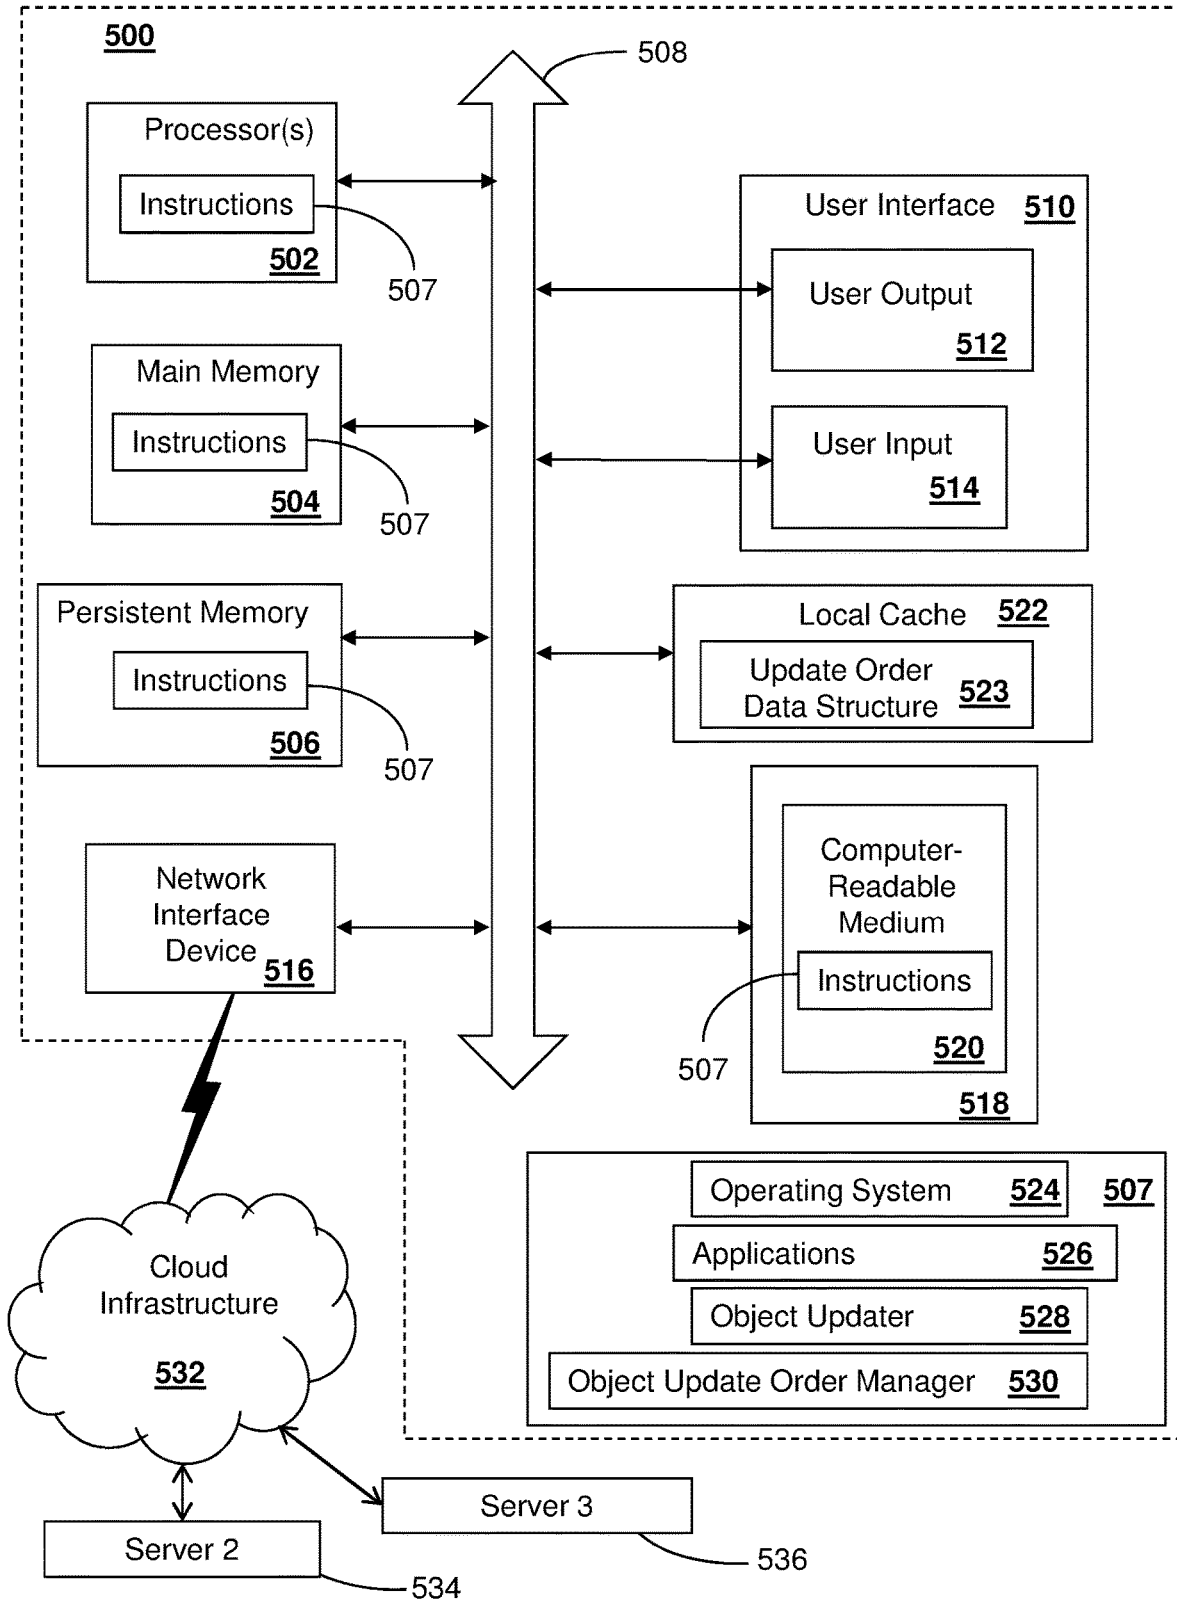 500
508
Processor(s)
Instructions
502
507
Main Memory
Instructions
504
507
Persistent Memory
Instructions
506
507
Network
Interface
Device
516
User Interface 510
User Output
512
User Input
514
Local Cache 522
Update Order
Data Structure
523
Computer-
Readable
Medium
Instructions
507
520
518
Operating System 524
507
Applications 526
Object Updater 528
Object Update Order Manager 530
Cloud
Infrastructure
532
Server 3
536
Server 2
534